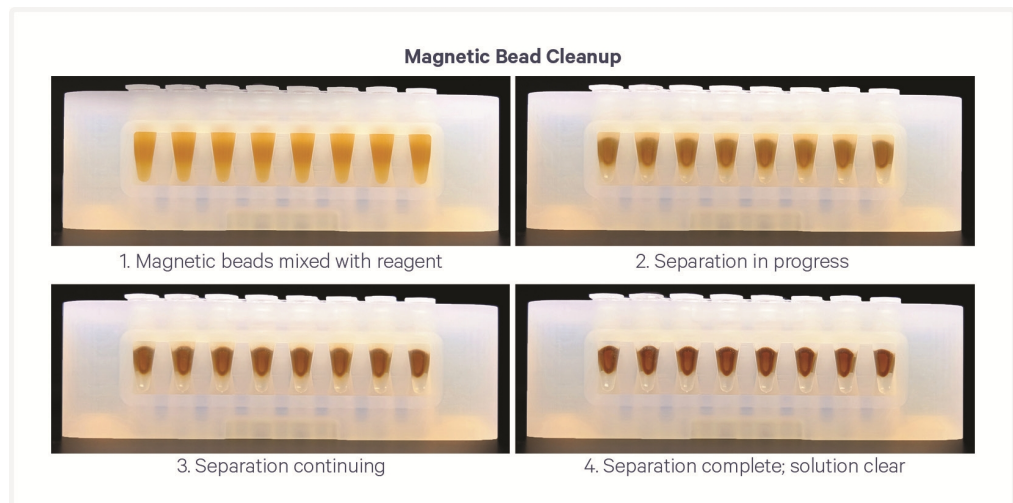 Magnetic Bead Cleanup
1. Magnetic beads mixed with reagent
2. Separation in progress
3. Separation continuing
4. Separation complete; solution clear